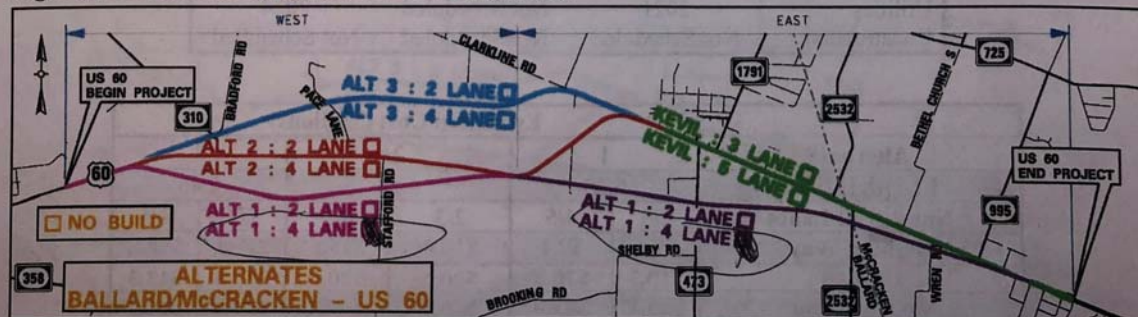 WEST
EAST
US 60
BEGIN PROJECT
310
BRADFORD RD
PACE LANE
CLARKLINE RD
ALT 3 : 2 LANE
ALT 3 : 4 LANE
1791
2532
BETHEL CHURCH S
725
KEVIL : 3 LANE
KEVIL : 5 LANE
US 60
END PROJECT
60
ALT 2 : 2 LANE
ALT 2 : 4 LANE
ALT 1 : 2 LANE
ALT 1 : 4 LANE
STAFFORD RD
NO BUILD
ALT 1 : 2 LANE
ALT 1 : 4 LANE
SHELBY RD
995
WREN RD
McCRACKEN
BALLARD
358
ALTERNATES
BALLARD/McCRACKEN - US 60
BROOKING RD
473
2532